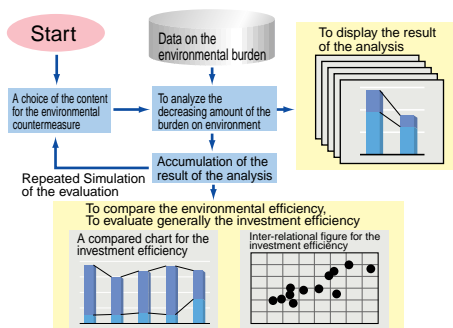 Start
Data on the
environmental burden
To display the result
of the analysis
A choice of the content
for the environmental
countermeasure
To analyze the
decreasing amount of the
burden on environment
Accumulation of the
result of the analysis
Repeated Simulation
of the evaluation
To compare the environmental efficiency,
To evaluate generally the investment efficiency
A compared chart for the
investment efficiency
Inter-relational figure for the
investment efficiency